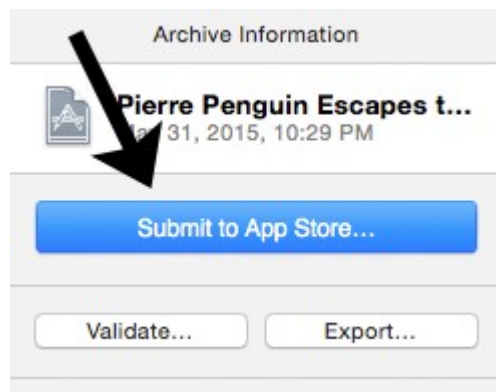 Archive Information
Pierre Penguin Escapes t...
31, 2015, 10:29 PM
Submit to App Store...
Validate...
Export...